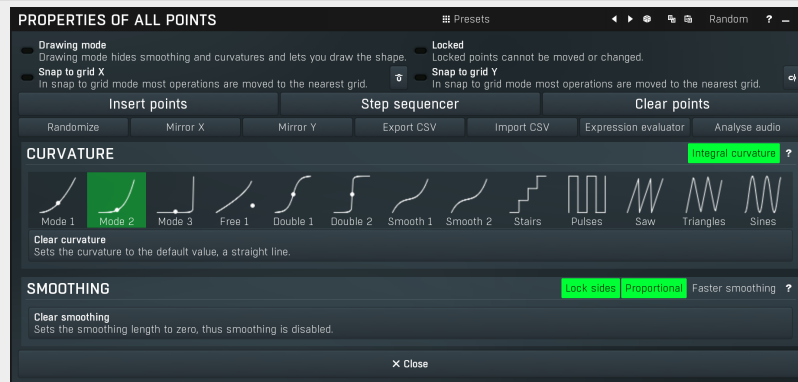 PROPERTIES OF ALL POINTS Presets Random ?
Drawing mode
Drawing mode hides smoothing and curvatures and lets you draw the shape.
Locked
Locked points cannot be moved or changed.
Snap to grid X
In snap to grid mode most operations are moved to the nearest grid.
Snap to grid Y
In snap to grid mode most operations are moved to the nearest grid.
Insert points Step sequencer Clear points
Randomize Mirror X Mirror Y Export CSV Import CSV Expression evaluator Analyse audio
CURVATURE Integral curvature ?
Mode 1 Mode 2 Mode 3 Free 1 Double 1 Double 2 Smooth 1 Smooth 2 Stairs Pulses Saw Triangles Sines
Clear curvature
Sets the curvature to the default value, a straight line.
SMOOTHING Lock sides Proportional Faster smoothing ?
Clear smoothing
Sets the smoothing length to zero, thus smoothing is disabled.
Close